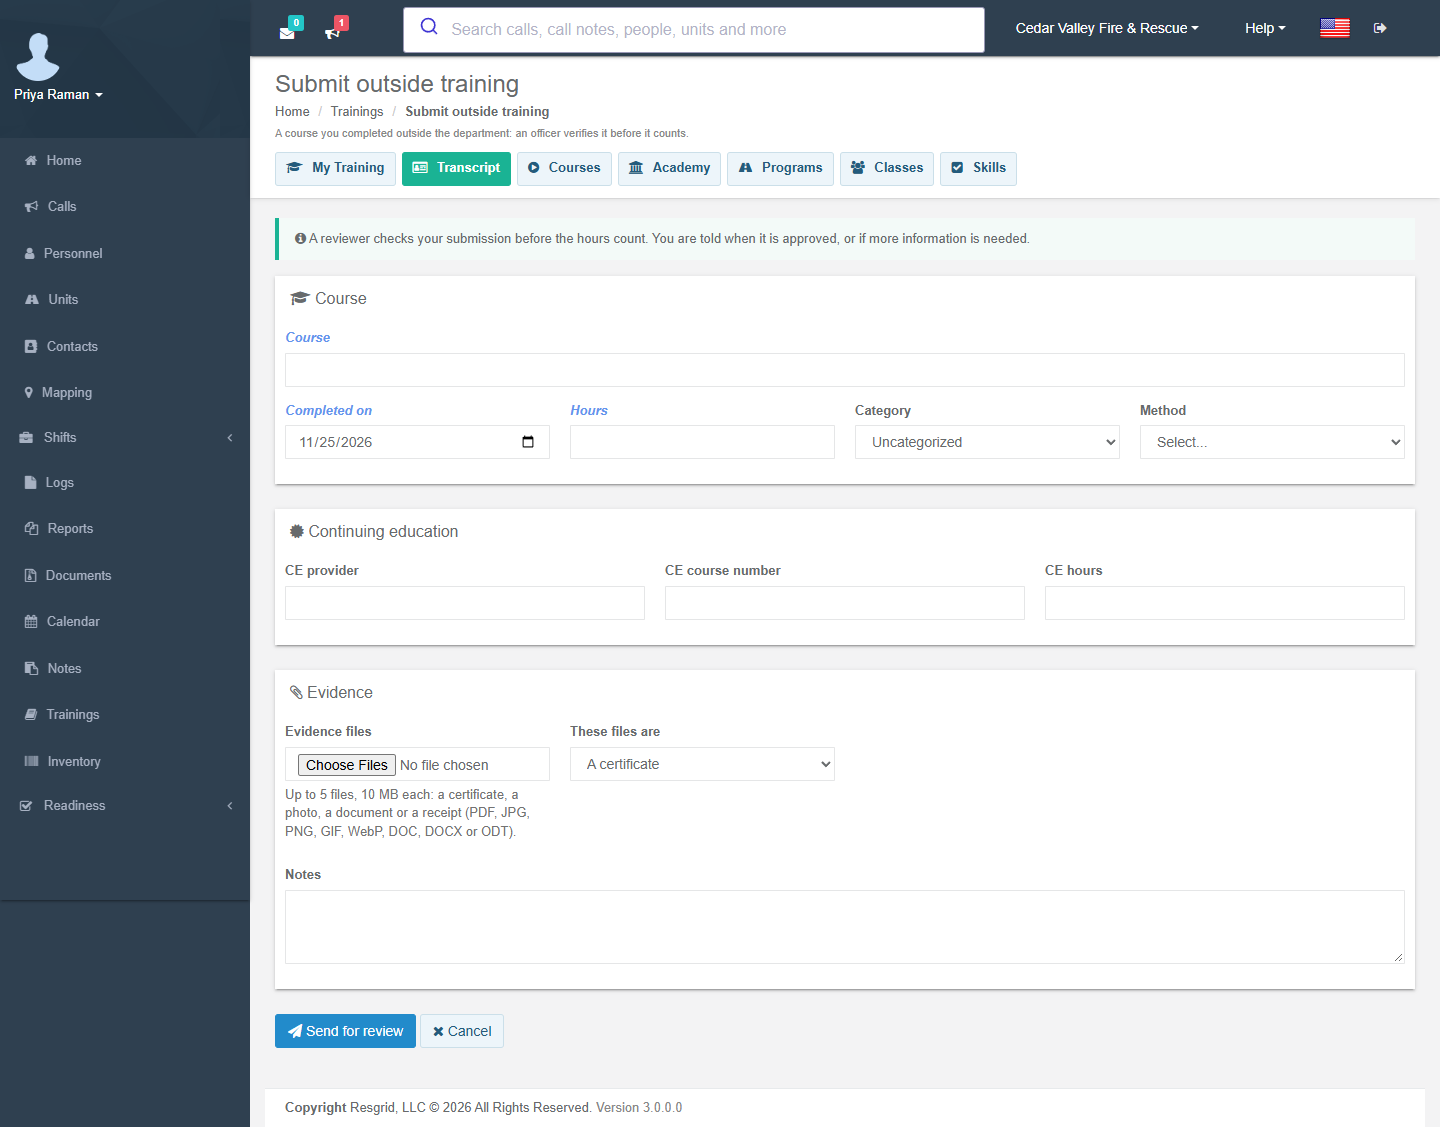 0
1
Search calls, call notes, people, units and more
Cedar Valley Fire & Rescue
Help
Priya Raman
Home
Calls
Personnel
Units
Contacts
Mapping
Shifts
Logs
Reports
Documents
Calendar
Notes
Trainings
Inventory
Readiness
Submit outside training
Home / Trainings / Submit outside training
A course you completed outside the department: an officer verifies it before it counts.
My Training
Transcript
Courses
Academy
Programs
Classes
Skills
A reviewer checks your submission before the hours count. You are told when it is approved, or if more information is needed.
Course
Course
Completed on
Hours
Category
Method
11/25/2026
Uncategorized
Select...
Continuing education
CE provider
CE course number
CE hours
Evidence
Evidence files
These files are
Choose Files No file chosen
A certificate
Up to 5 files, 10 MB each: a certificate, a
photo, a document or a receipt (PDF, JPG,
PNG, GIF, WebP, DOC, DOCX or ODT).
Notes
Send for review
Cancel
Copyright Resgrid, LLC © 2026 All Rights Reserved. Version 3.0.0.0